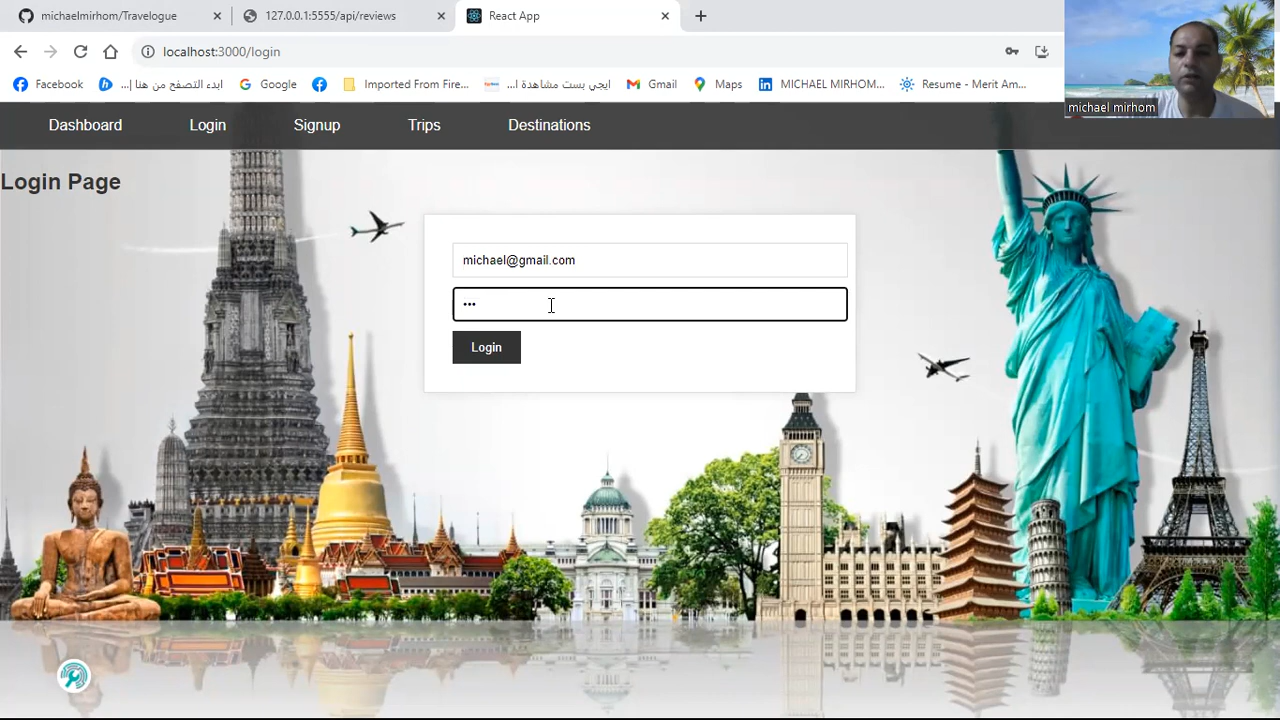 michaelmirhom/Travelogue
127.0.0.1:5555/api/reviews
React App
localhost:3000/login
Facebook
ابدء التصفح من هنا إ...
Google
Imported From Fire...
ايجي بست مشاهدة ا...
Gmail
Maps
MICHAEL MIRHOM...
Resume - Merit Am...
michael mirhom
Dashboard
Login
Signup
Trips
Destinations
Login Page
michael@gmail.com
•••
Login